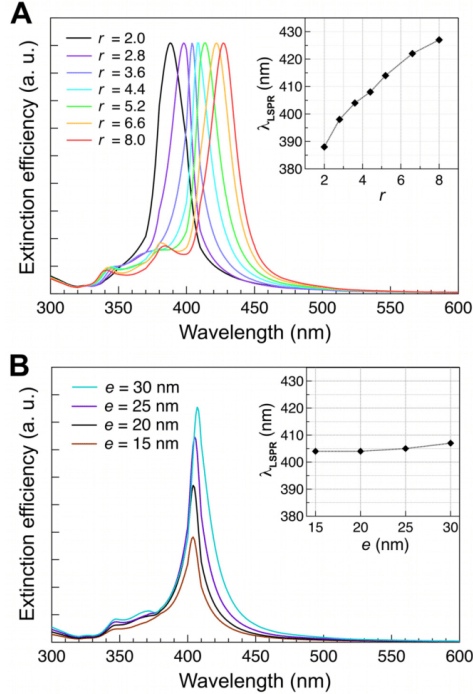 A
Extinction efficiency (a. u.)
r = 2.0
r = 2.8
r = 3.6
r = 4.4
r = 5.2
r = 6.6
r = 8.0
λLSPR (nm)
430
420
410
400
390
380
2 4 6 8 10
r
300 350 400 450 500 550 600
Wavelength (nm)
B
Extinction efficiency (a. u.)
e = 30 nm
e = 25 nm
e = 20 nm
e = 15 nm
λLSPR (nm)
430
420
410
400
390
380
15 20 25 30
e (nm)
300 350 400 450 500 550 600
Wavelength (nm)